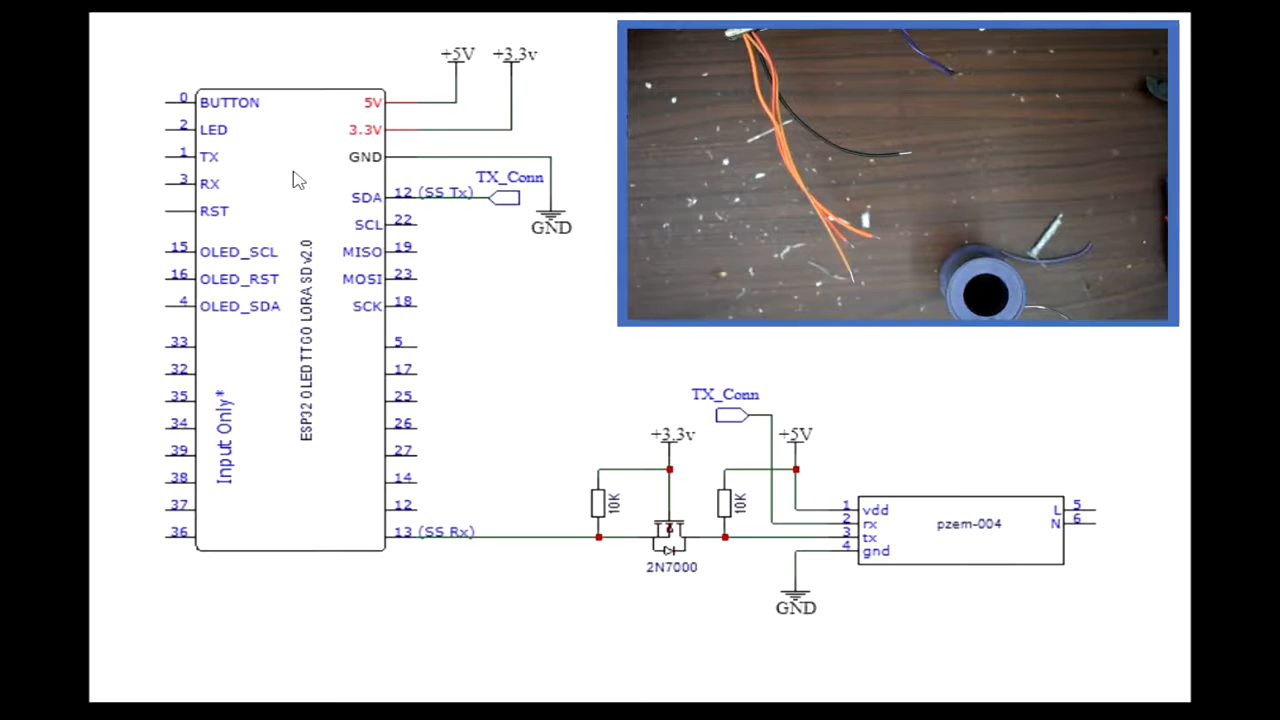 +5V
+3.3v
0 BUTTON
5V
2 LED
3.3V
1 TX
GND
3 RX
SDA 12 (SS Tx)
TX_Conn
RST
SCL 22
GND
15 OLED_SCL
MISO 19
16 OLED_RST
MOSI 23
4 OLED_SDA
SCK 18
ESP32 OLED TTGO LORA SD v2.0
33
5
32
17
35
25
34
26
39
27
38
14
37
12
36
13 (SS Rx)
Input Only*
TX_Conn
+3.3v
+5V
10K
10K
2N7000
1 vdd
2 rx
3 tx
4 gnd
pzem-004
L 5
N 6
GND